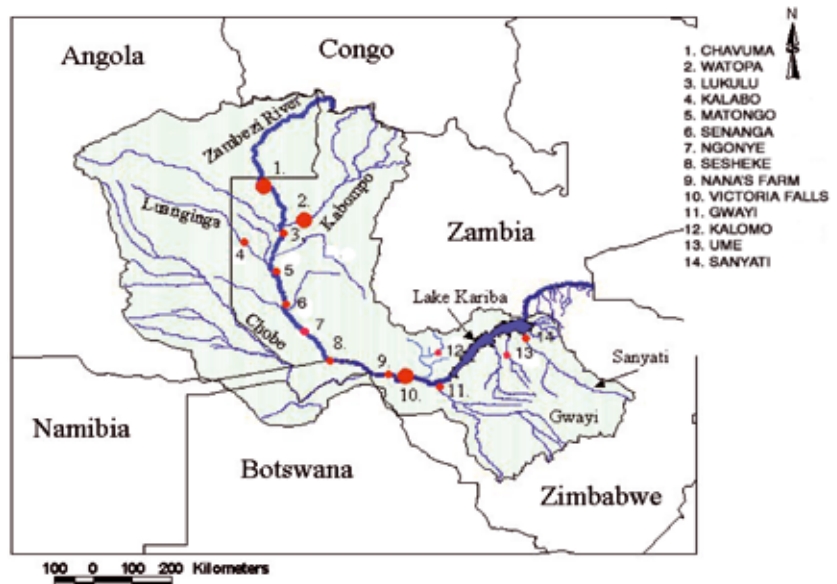 N
Angola
Congo
Zambezi River
1.
2.
Kabompo
Luanginga
3.
4
5
6
7
Chobe
8.
9
10.
11.
12
13
14
Zambia
Lake Kariba
Sanyati
Gwayi
Namibia
Botswana
Zimbabwe
1. CHAVUMA
2. WATOPA
3. LUKULU
4. KALABO
5. MATONGO
6. SENANGA
7. NGONYE
8. SESHEKE
9. NANA'S FARM
10. VICTORIA FALLS
11. GWAYI
12. KALOMO
13. UME
14. SANYATI
100 0 100 200 Kilometers